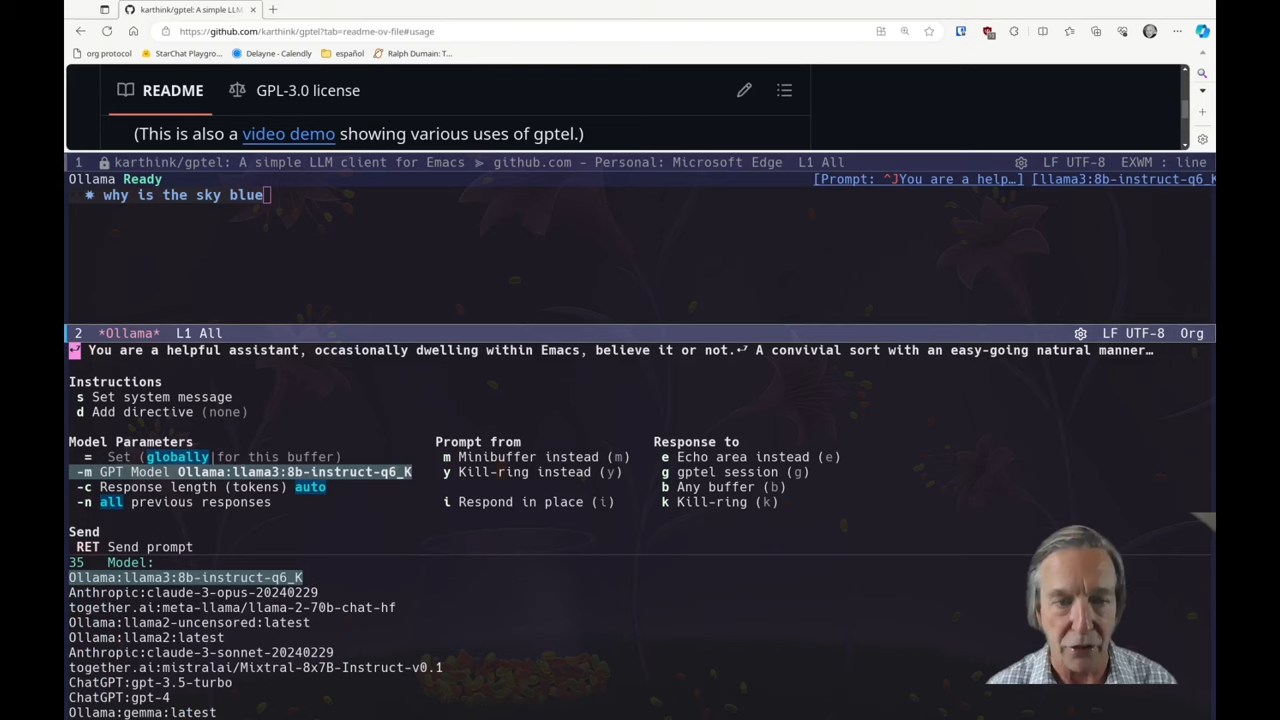 karthink/gptel: A simple LLM
https://github.com/karthink/gptel?tab=readme-ov-file#usage
org protocol StarChat Playgro... Delayne - Calendly español Ralph Dumain: T...
README GPL-3.0 license
(This is also a video demo showing various uses of gptel.)
1 karthink/gptel: A simple LLM client for Emacs ⫸ github.com - Personal: Microsoft Edge L1 All LF UTF-8 EXWM : line
Ollama Ready [Prompt: ^JYou are a help…] [llama3:8b-instruct-q6_K
✷ why is the sky blue
2 *Ollama* L1 All LF UTF-8 Org
⮐ You are a helpful assistant, occasionally dwelling within Emacs, believe it or not.⮐ A convivial sort with an easy-going natural manner…
Instructions
s Set system message
d Add directive (none)
Model Parameters Prompt from Response to
= Set (globally|for this buffer) m Minibuffer instead (m) e Echo area instead (e)
-m GPT Model Ollama:llama3:8b-instruct-q6_K y Kill-ring instead (y) g gptel session (g)
-c Response length (tokens) auto b Any buffer (b)
-n all previous responses i Respond in place (i) k Kill-ring (k)
Send
RET Send prompt
35 Model:
Ollama:llama3:8b-instruct-q6_K
Anthropic:claude-3-opus-20240229
together.ai:meta-llama/llama-2-70b-chat-hf
Ollama:llama2-uncensored:latest
Ollama:llama2:latest
Anthropic:claude-3-sonnet-20240229
together.ai:mistralai/Mixtral-8x7B-Instruct-v0.1
ChatGPT:gpt-3.5-turbo
ChatGPT:gpt-4
Ollama:gemma:latest